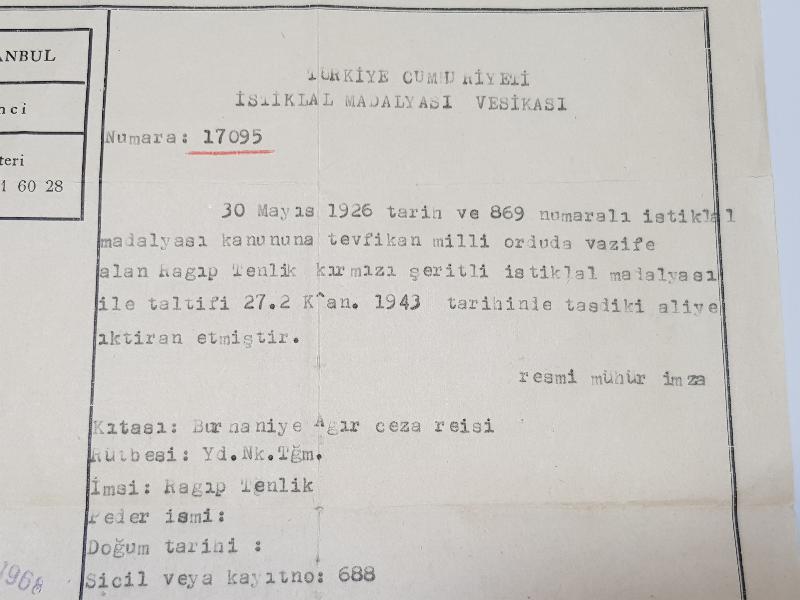 ANBUL
nci
teri
1 60 28
TÜRKİYE CUMHURİYETİ
İSTİKLAL MADALYASI VESİKASI
Numara: 17095
30 Mayıs 1926 tarih ve 869 numaralı istiklal
madalyası kanununa tevfikan milli orduda vazife
alan Ragıp Tenlik kırmızı şeritli istiklal madalyası
ile taltifi 27.2 K^an. 1943 tarihinde tasdiki aliye
iktiran etmiştir.
resmi mühür imza
Kıtası: Burhaniye Ağır ceza reisi
Rütbesi: Yd.Nk.Tğm.
İmsi: Ragıp Tenlik
Peder ismi:
Doğum tarihi :
Sicil veya kayıtno: 688
1968